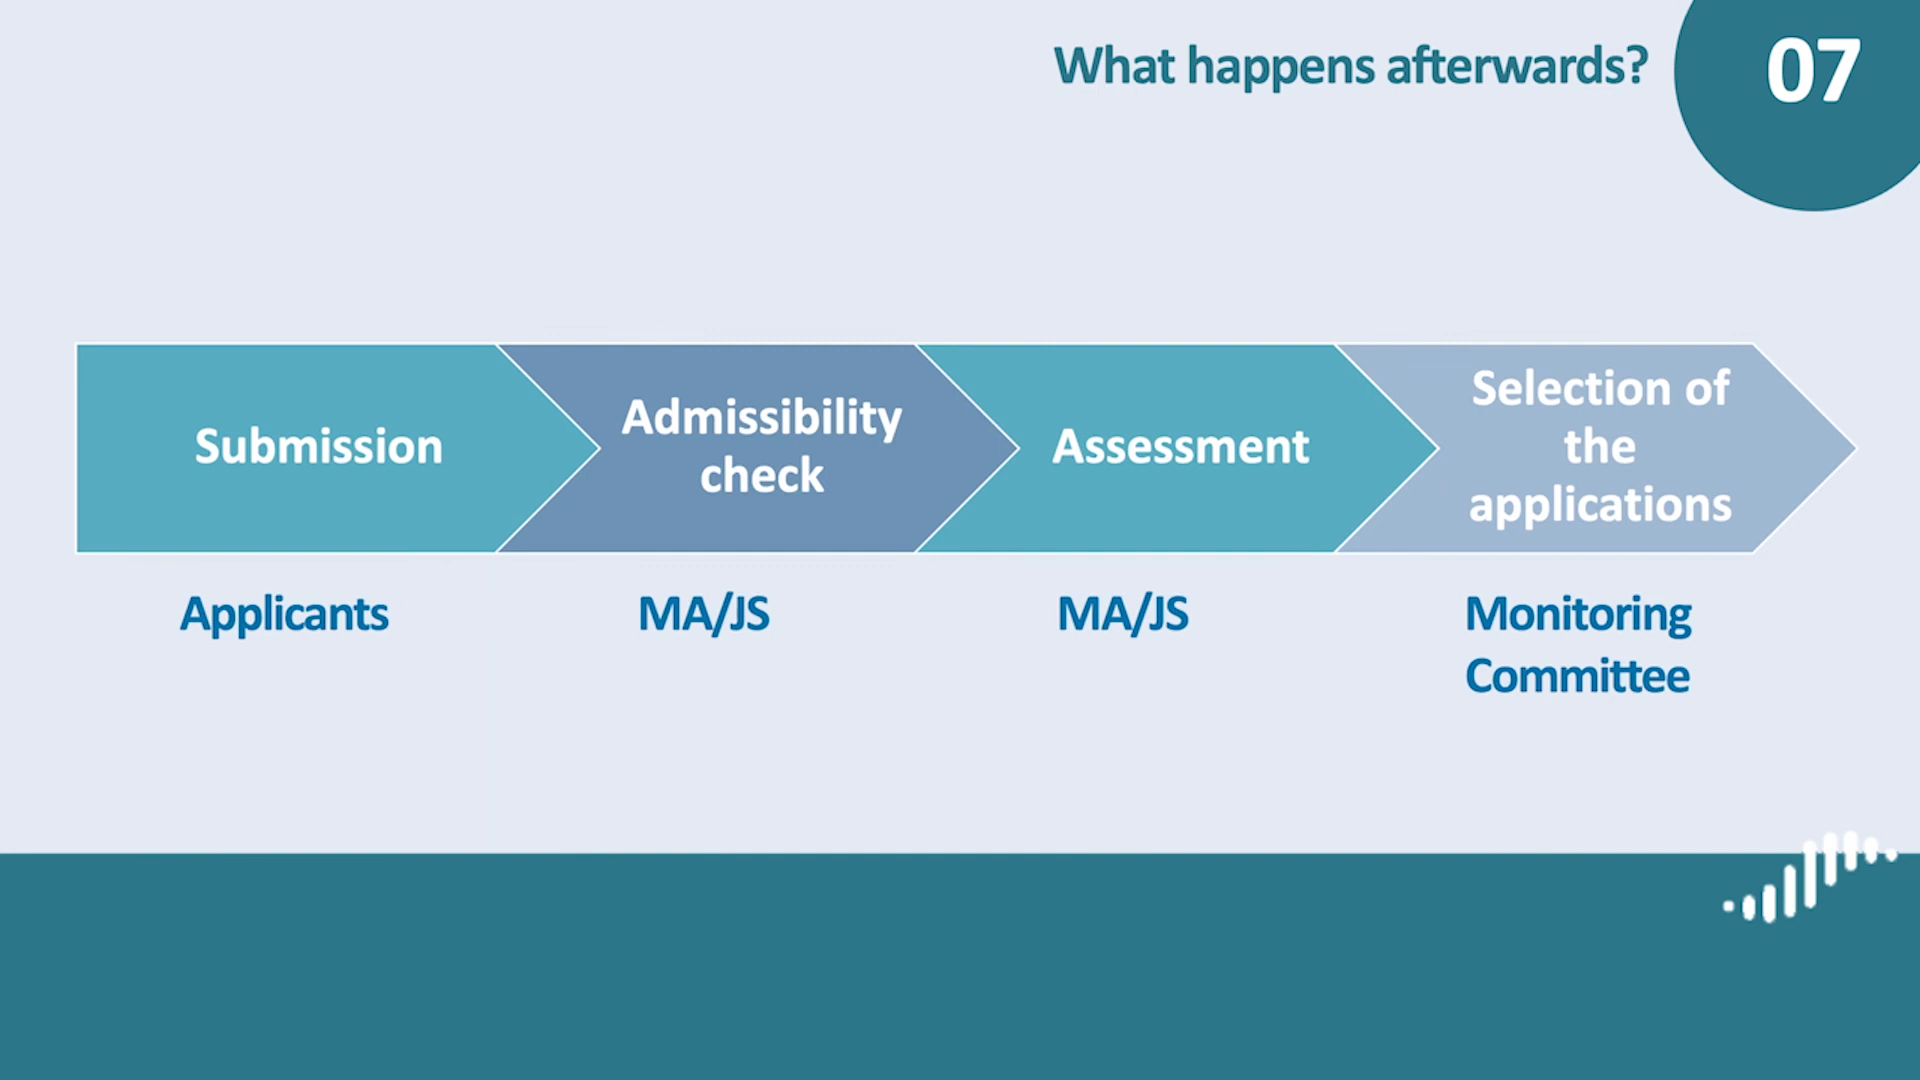 What happens afterwards?
07
Submission
Admissibility
check
Assessment
Selection of
the
applications
Applicants
MA/JS
MA/JS
Monitoring
Committee